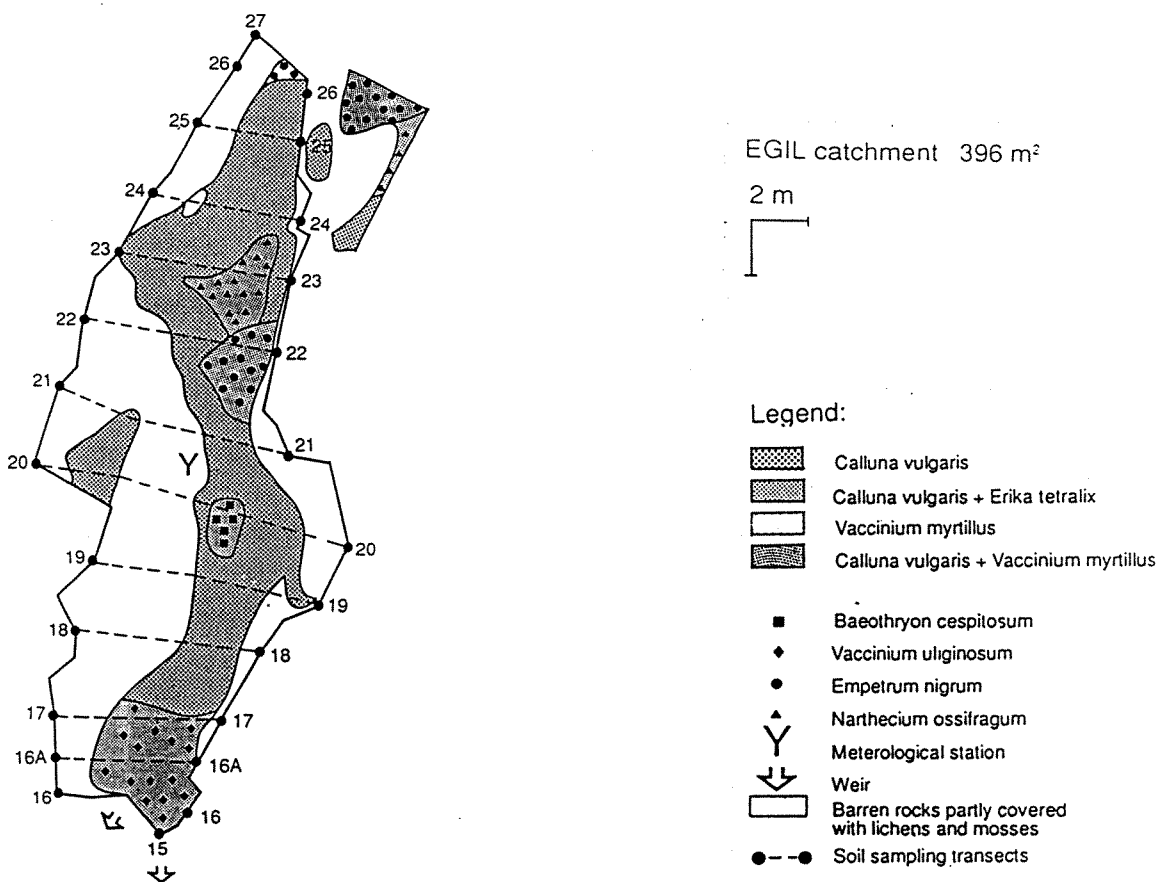 27
26
26
25
25
24
24
23
23
22
22
21
21
20
Y
20
19
19
18
18
17
17
16A
16A
16
16
15
EGIL catchment 396 m²
2 m
Legend:
Calluna vulgaris
Calluna vulgaris + Erika tetralix
Vaccinium myrtillus
Calluna vulgaris + Vaccinium myrtillus
Baeothryon cespitosum
Vaccinium uliginosum
Empetrum nigrum
Narthecium ossifragum
Y Meterological station
Weir
Barren rocks partly covered
with lichens and mosses
Soil sampling transects